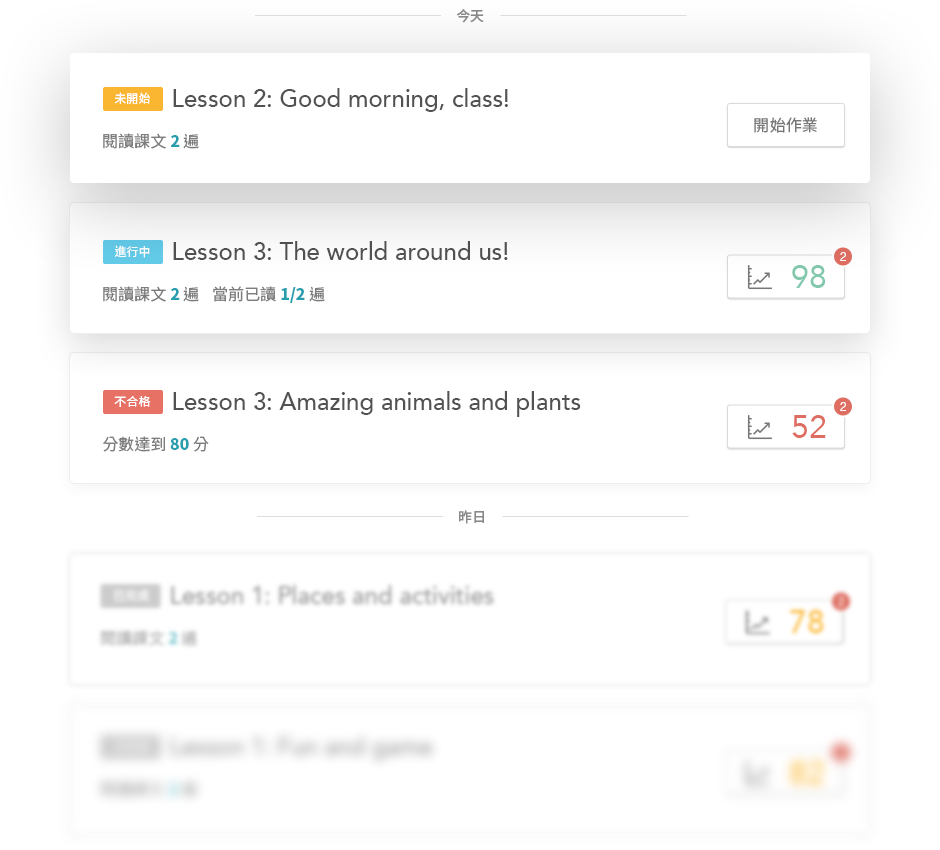 今天
未開始 Lesson 2: Good morning, class!
閱讀課文 2 遍
開始作業
進行中 Lesson 3: The world around us!
閱讀課文 2 遍 當前已讀 1/2 遍
98 2
不合格 Lesson 3: Amazing animals and plants
分數達到 80 分
52 2
昨日
Lesson 1: Places and activities
閱讀課文 2 遍
78 2
Lesson 1: Fun and game
82